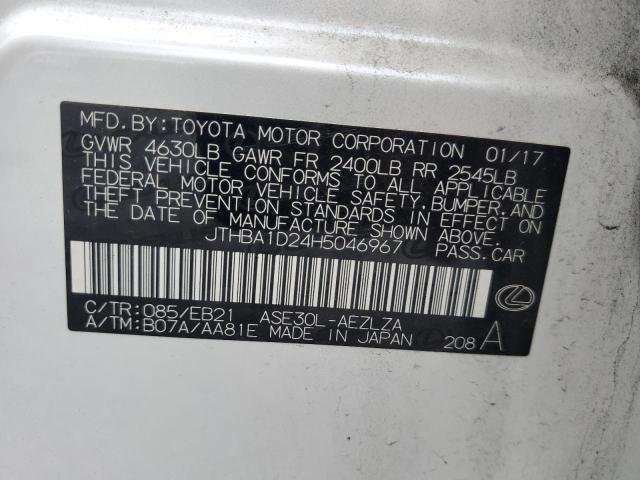 MFD. BY: TOYOTA MOTOR CORPORATION 01/17
GVWR 4630LB GAWR FR 2400LB RR 2545LB
THIS VEHICLE CONFORMS TO ALL APPLICABLE
FEDERAL MOTOR VEHICLE SAFETY, BUMPER, AND
THEFT PREVENTION STANDARDS IN EFFECT ON
THE DATE OF MANUFACTURE SHOWN ABOVE.
JTHBA1D24H5046967 PASS. CAR
C/TR: 085/EB21 ASE30L-AEZLZA
A/TM: B07A/AA81E MADE IN JAPAN 208 A